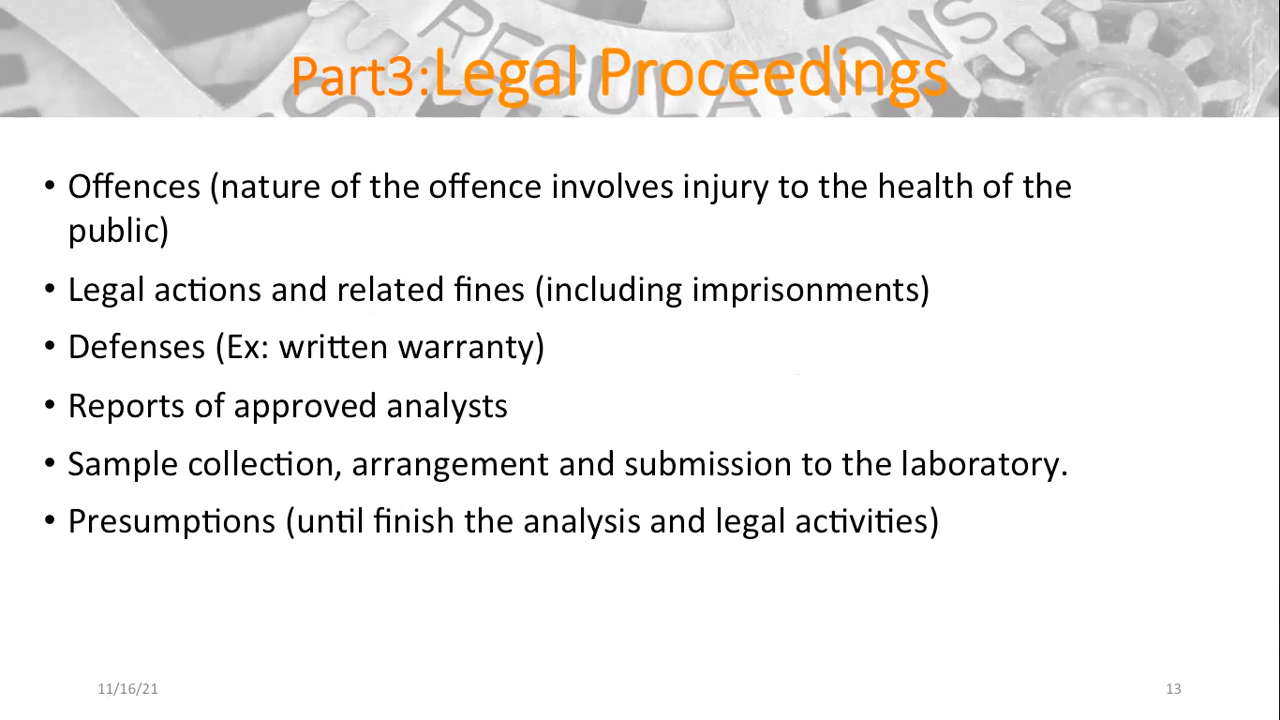 REGULATIONS
Part3:Legal Proceedings
• Offences (nature of the offence involves injury to the health of the
public)
• Legal actions and related fines (including imprisonments)
• Defenses (Ex: written warranty)
• Reports of approved analysts
• Sample collection, arrangement and submission to the laboratory.
• Presumptions (until finish the analysis and legal activities)
11/16/21
13